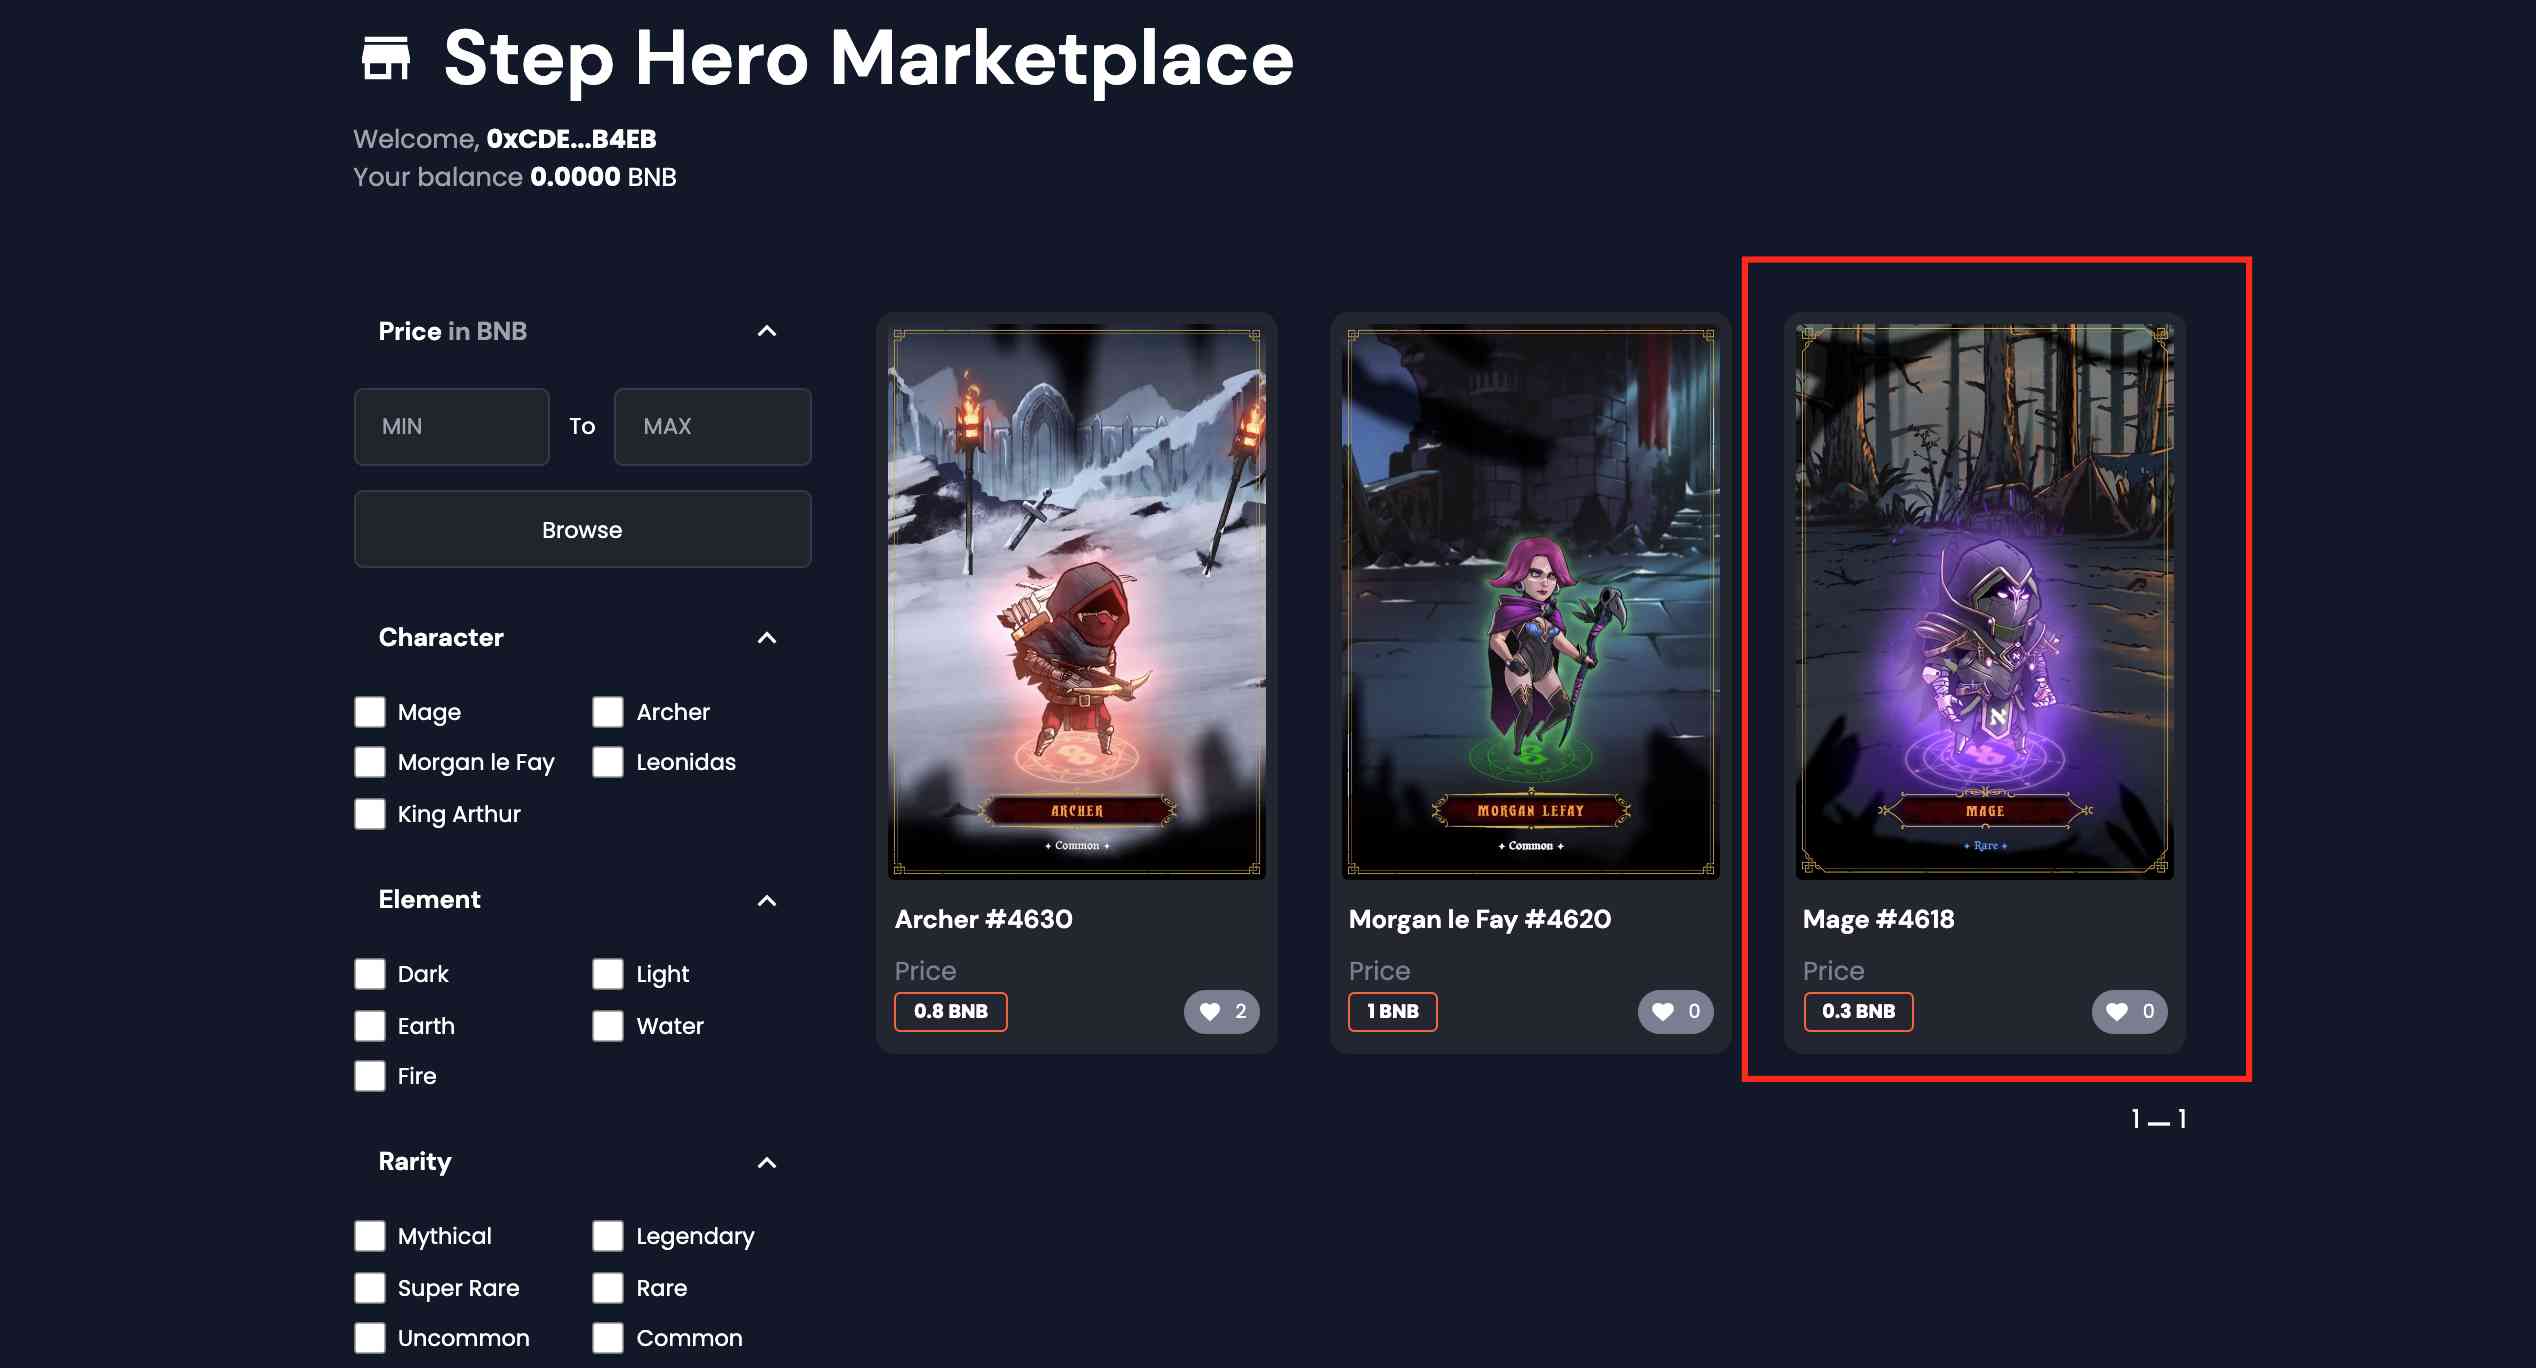 Step Hero Marketplace
Welcome, 0xCDE...B4EB
Your balance 0.0000 BNB
Price in BNB
MIN To MAX
Browse
Character
Mage Archer
Morgan le Fay Leonidas
King Arthur
Element
Dark Light
Earth Water
Fire
Rarity
Mythical Legendary
Super Rare Rare
Uncommon Common
ARCHER
Common
Archer #4630
Price
0.8 BNB 2
MORGAN LEFAY
Common
Morgan le Fay #4620
Price
1 BNB 0
MAGE
Rare
Mage #4618
Price
0.3 BNB 0
1 — 1